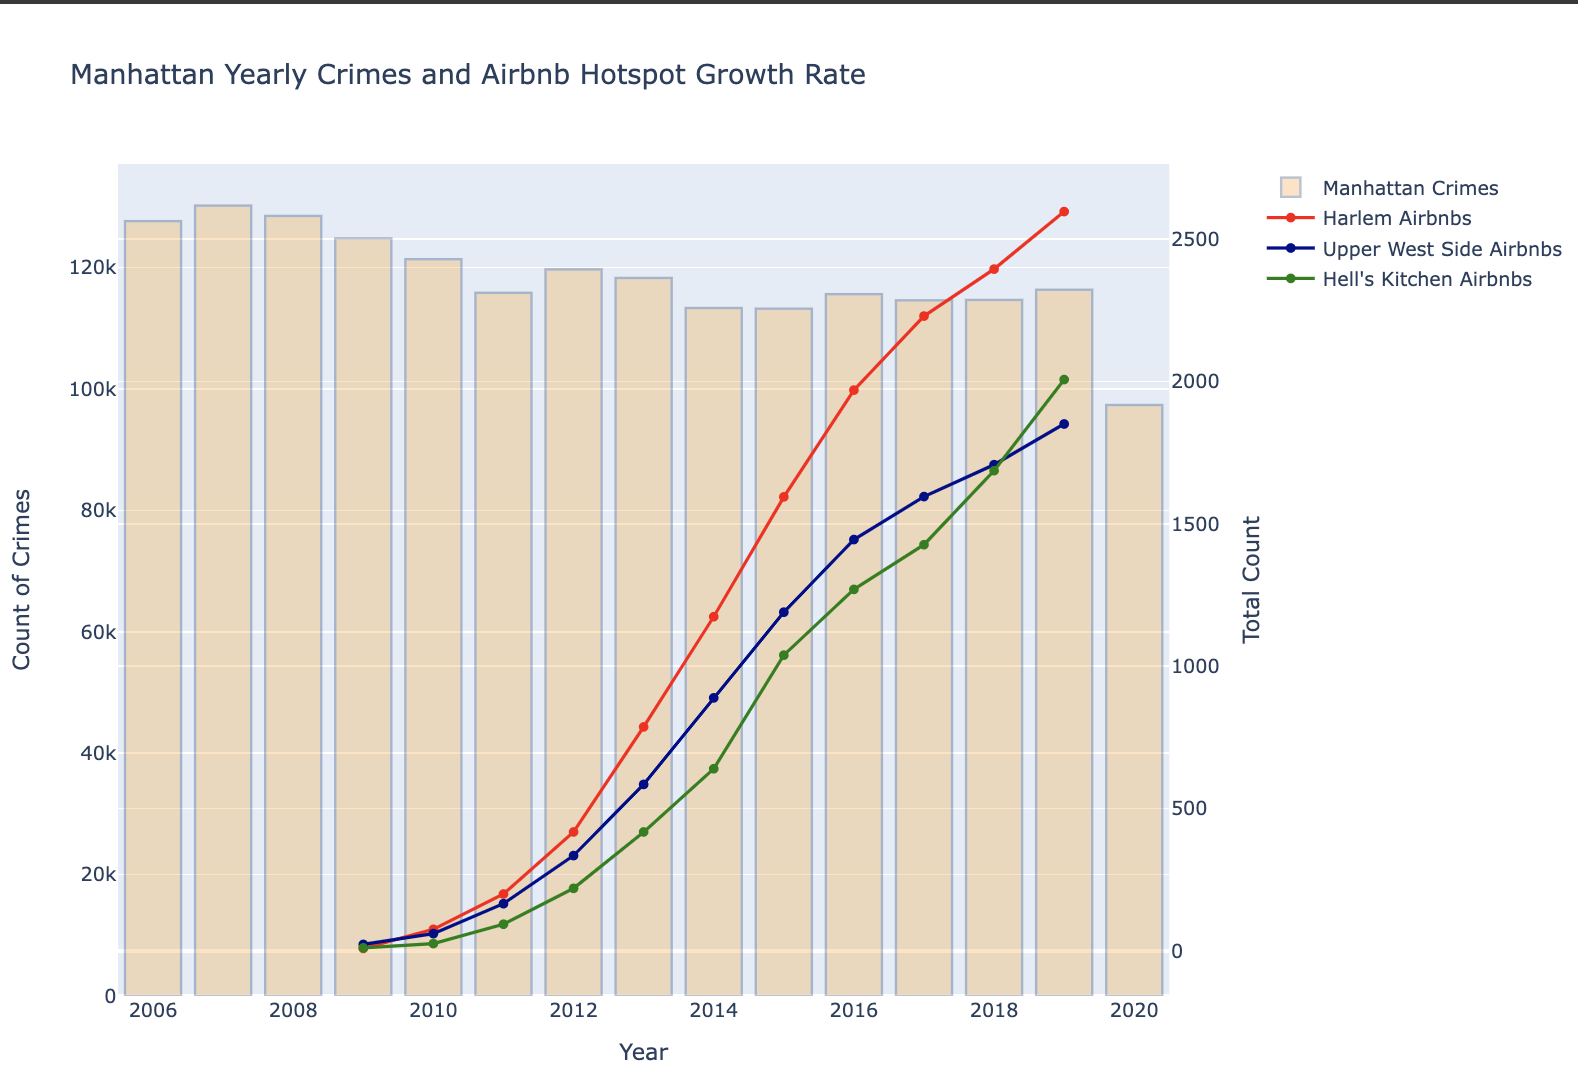 Manhattan Yearly Crimes and Airbnb Hotspot Growth Rate
Manhattan Crimes
Harlem Airbnbs
Upper West Side Airbnbs
Hell's Kitchen Airbnbs
120k
100k
80k
60k
40k
20k
0
Count of Crimes
2500
2000
1500
1000
500
0
Total Count
2006 2008 2010 2012 2014 2016 2018 2020
Year